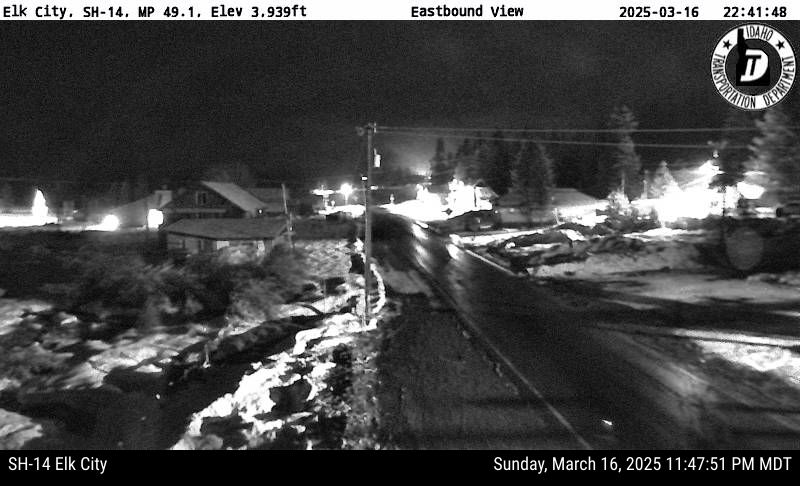 Elk City, SH-14, MP 49.1, Elev 3,939ft Eastbound View 2025-03-16 22:41:48
IDAHO
TRANSPORTATION DEPARTMENT
SH-14 Elk City Sunday, March 16, 2025 11:47:51 PM MDT